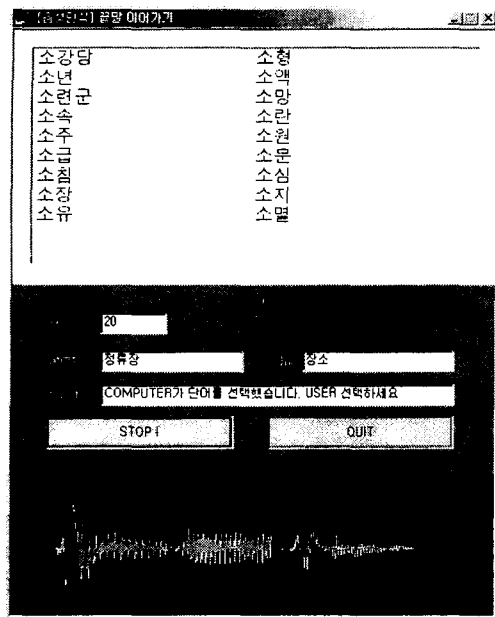 [음성인식] 끝말 이어가기
소강당 소형
소년 소액
소련군 소망
소속 소란
소주 소원
소급 소문
소침 소심
소장 소지
소유 소멸
20
정류장 장소
COMPUTER가 단어를 선택했습니다. USER 선택하세요
STOP! QUIT